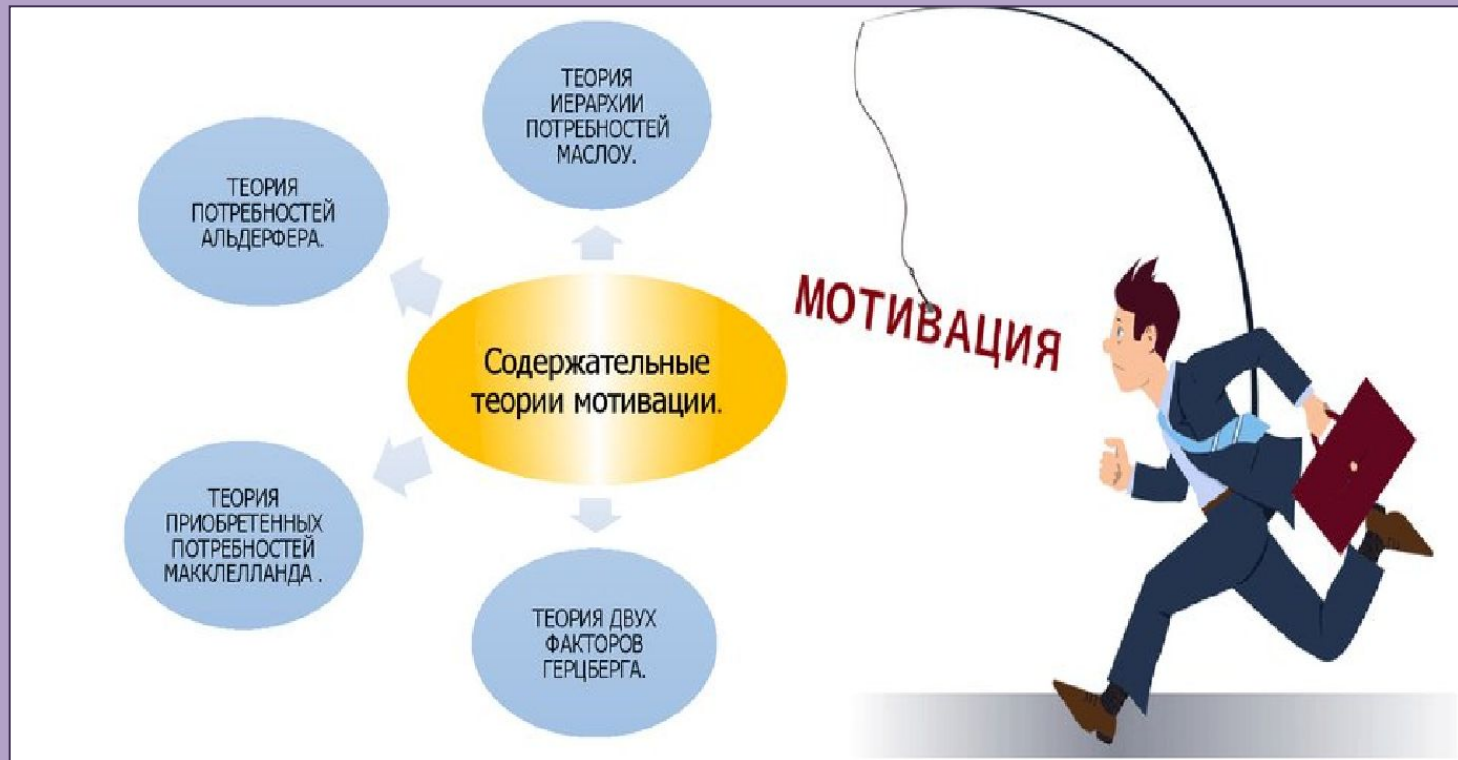 ТЕОРИЯ
ИЕРАРХИИ
ПОТРЕБНОСТЕЙ
МАСЛОУ.
ТЕОРИЯ
ПОТРЕБНОСТЕЙ
АЛЬДЕРФЕРА.
МОТИВАЦИЯ
Содержательные
теории мотивации.
ТЕОРИЯ
ПРИОБРЕТЕННЫХ
ПОТРЕБНОСТЕЙ
МАККЛЕЛЛАНДА .
ТЕОРИЯ ДВУХ
ФАКТОРОВ
ГЕРЦБЕРГА.